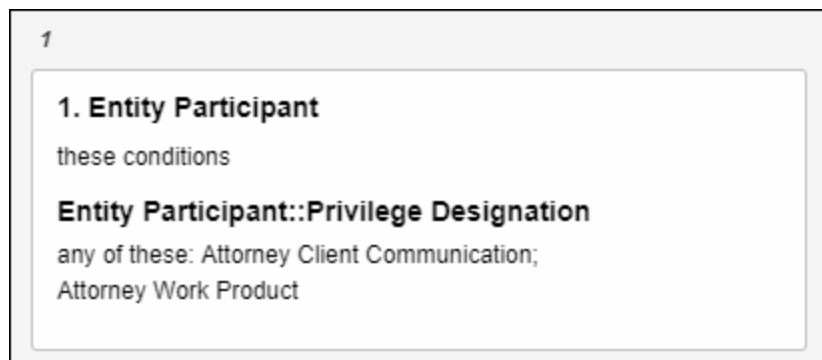 1
1. Entity Participant
these conditions
Entity Participant::Privilege Designation
any of these: Attorney Client Communication;
Attorney Work Product